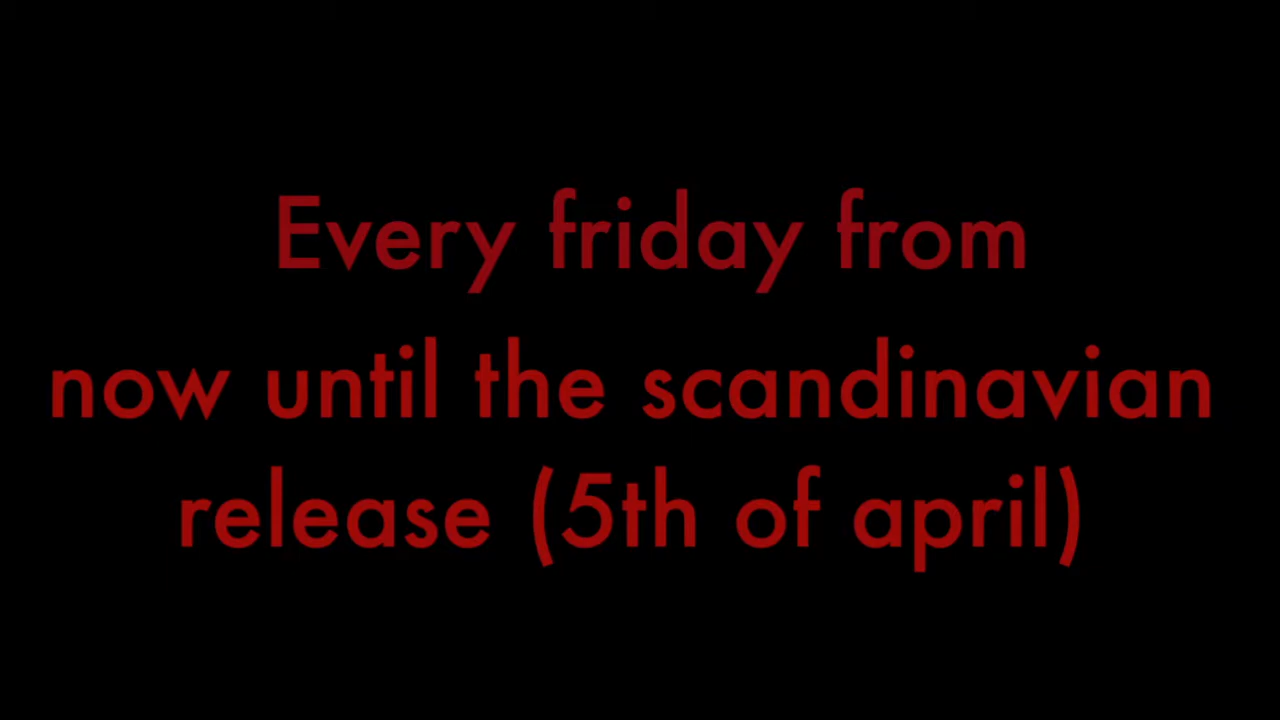 Every friday from
now until the scandinavian
release (5th of april)